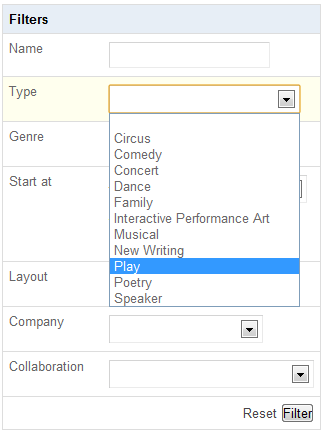 Filters
Name
Type
Circus
Comedy
Concert
Dance
Family
Interactive Performance Art
Musical
New Writing
Play
Poetry
Speaker
Genre
Start at
Layout
Company
Collaboration
Reset Filter